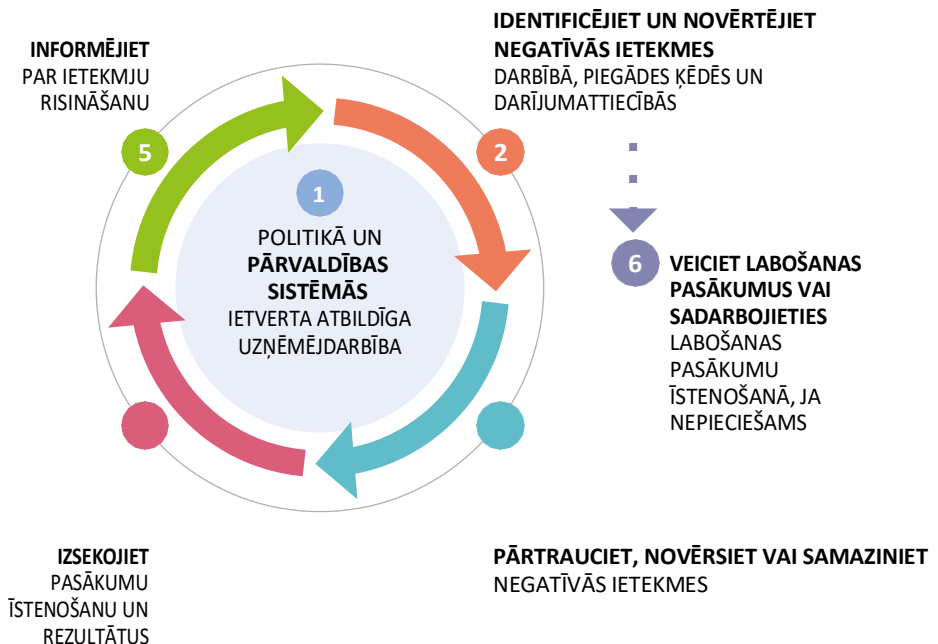 INFORMĒJIET
PAR IETEKMJU
RISINĀŠANU
5
IDENTIFICĒJIET UN NOVĒRTĒJIET
NEGATĪVĀS IETEKMES
DARBĪBĀ, PIEGĀDES ĶĒDĒS UN
DARĪJUMATTIECĪBĀS
2
1
POLITIKĀ UN
PĀRVALDĪBAS
SISTĒMĀS
IETVERTA ATBILDĪGA
UZŅĒMĒJDARBĪBA
6
VEICIET LABOŠANAS
PASĀKUMUS VAI
SADARBOJIETIES
LABOŠANAS
PASĀKUMU
ĪSTENOŠANĀ, JA
NEPIECIEŠAMS
IZSEKOJIET
PASĀKUMU
ĪSTENOŠANU UN
REZULTĀTUS
PĀRTRAUCIET, NOVĒRSIET VAI SAMAZINIET
NEGATĪVĀS IETEKMES